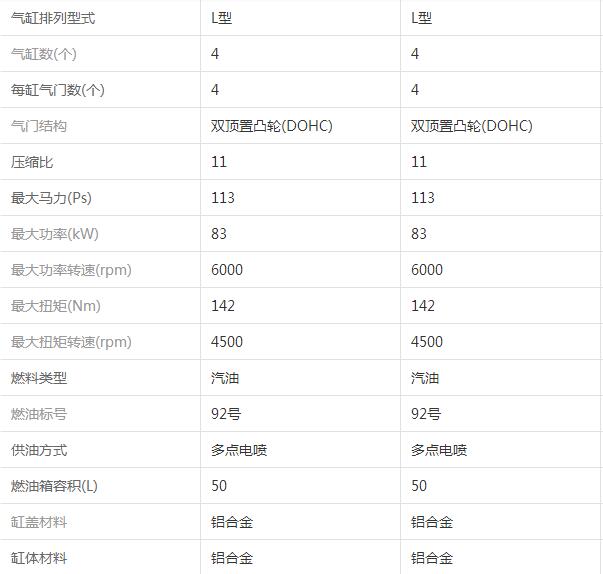 气缸排列型式 L型 L型
气缸数(个) 4 4
每缸气门数(个) 4 4
气门结构 双顶置凸轮(DOHC) 双顶置凸轮(DOHC)
压缩比 11 11
最大马力(Ps) 113 113
最大功率(kW) 83 83
最大功率转速(rpm) 6000 6000
最大扭矩(Nm) 142 142
最大扭矩转速(rpm) 4500 4500
燃料类型 汽油 汽油
燃油标号 92号 92号
供油方式 多点电喷 多点电喷
燃油箱容积(L) 50 50
缸盖材料 铝合金 铝合金
缸体材料 铝合金 铝合金